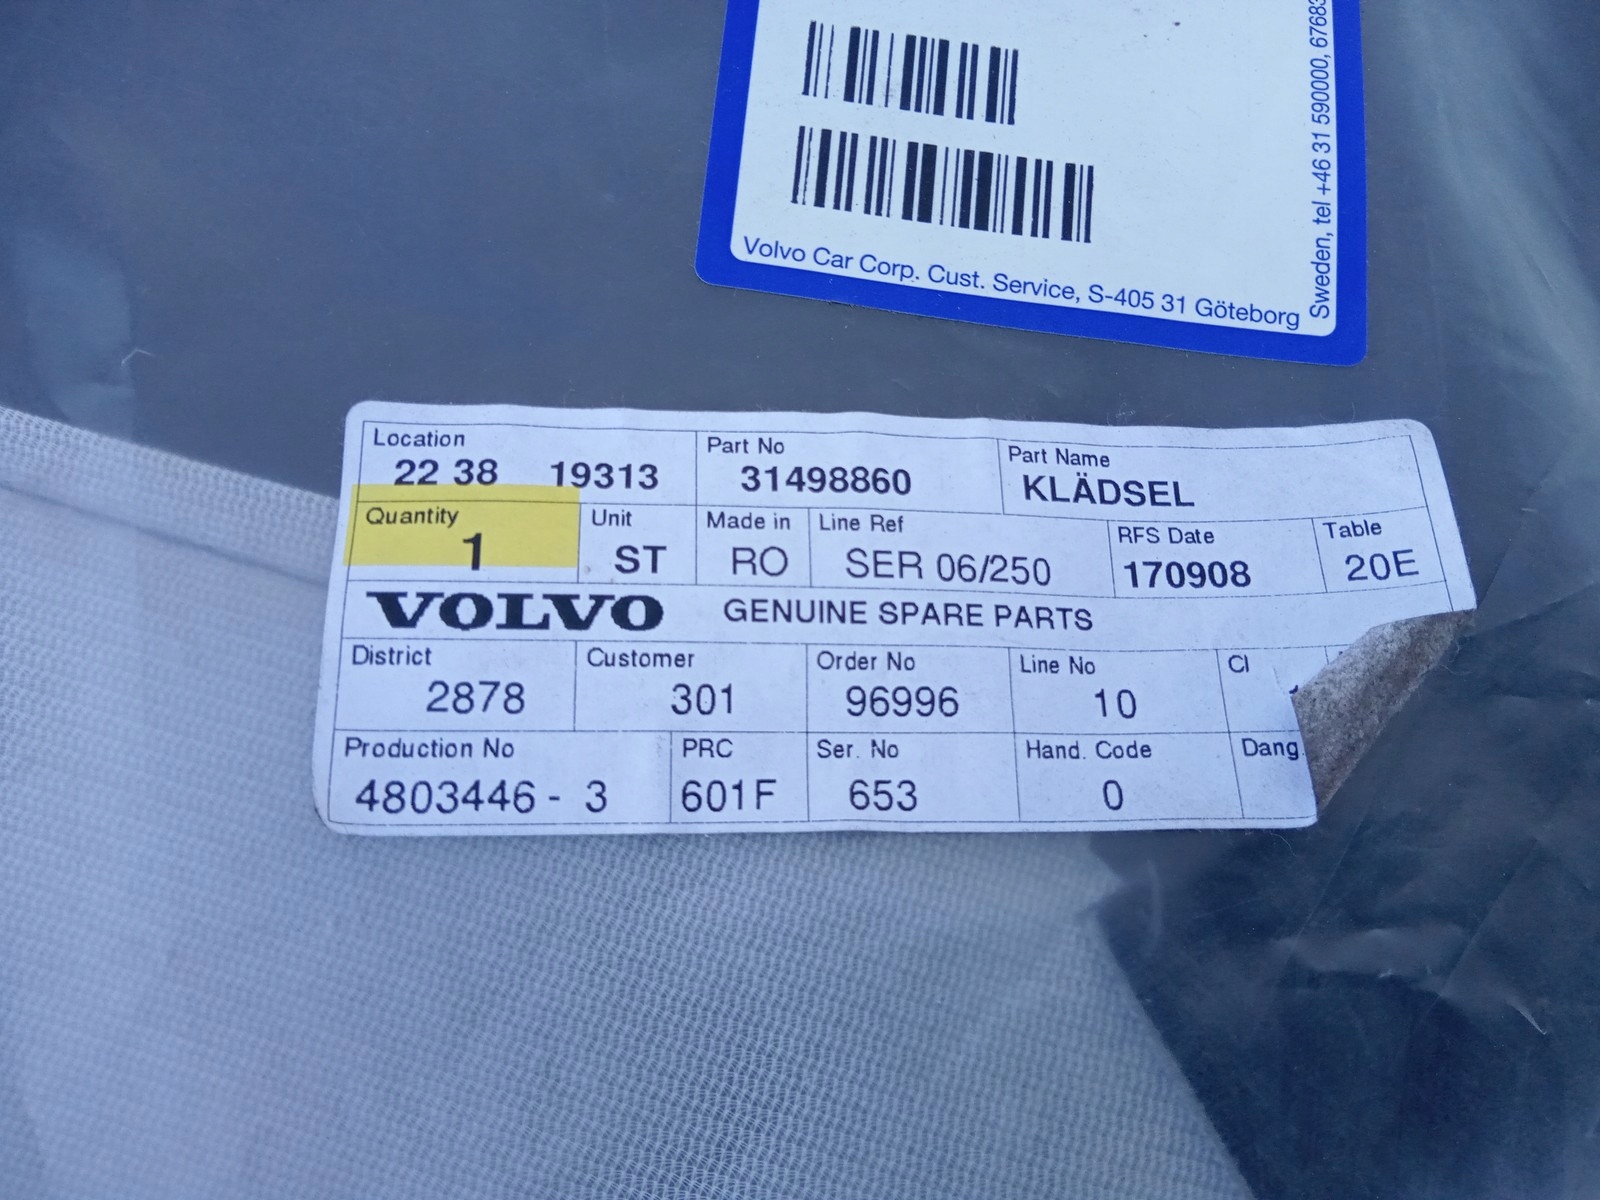 Volvo Car Corp. Cust. Service, S-405 31 Göteborg
Sweden, tel +46 31 590000,
Location
22 38 19313
Part No
31498860
Part Name
KLÄDSEL
Quantity
1
Unit
ST
Made in
RO
Line Ref
SER 06/250
RFS Date
170908
Table
20E
VOLVO GENUINE SPARE PARTS
District
2878
Customer
301
Order No
96996
Line No
10
Cl
Production No
4803446 - 3
PRC
601F
Ser. No
653
Hand. Code
0
Dang